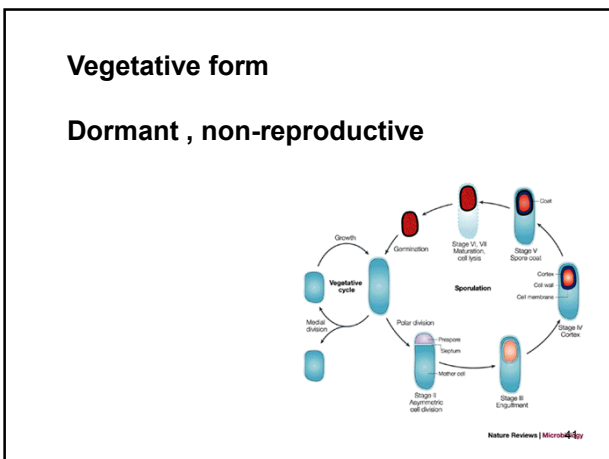 Vegetative form
Dormant , non-reproductive
Coat
Growth
Germination
Stage VI, VII
Maturation,
cell lysis
Stage V
Spore coat
Vegetative
cycle
Sporulation
Cortex
Cell wall
Cell membrane
Medial
division
Polar division
Prespore
Septum
Mother cell
Stage IV
Cortex
Stage II
Asymmetric
cell division
Stage III
Engulfment
Nature Reviews | Microbiology
41